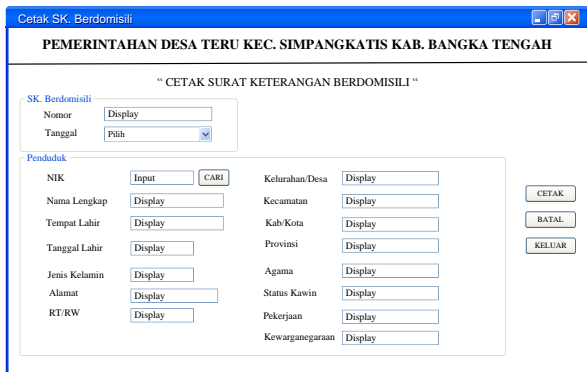 Cetak SK. Berdomisili
PEMERINTAHAN DESA TERU KEC. SIMPANGKATIS KAB. BANGKA TENGAH
“ CETAK SURAT KETERANGAN BERDOMISILI “
SK. Berdomisili
Nomor Display
Tanggal Pilih
Penduduk
NIK Input CARI
Nama Lengkap Display
Tempat Lahir Display
Tanggal Lahir Display
Jenis Kelamin Display
Alamat Display
RT/RW Display
Kelurahan/Desa Display
Kecamatan Display
Kab/Kota Display
Provinsi Display
Agama Display
Status Kawin Display
Pekerjaan Display
Kewarganegaraan Display
CETAK
BATAL
KELUAR